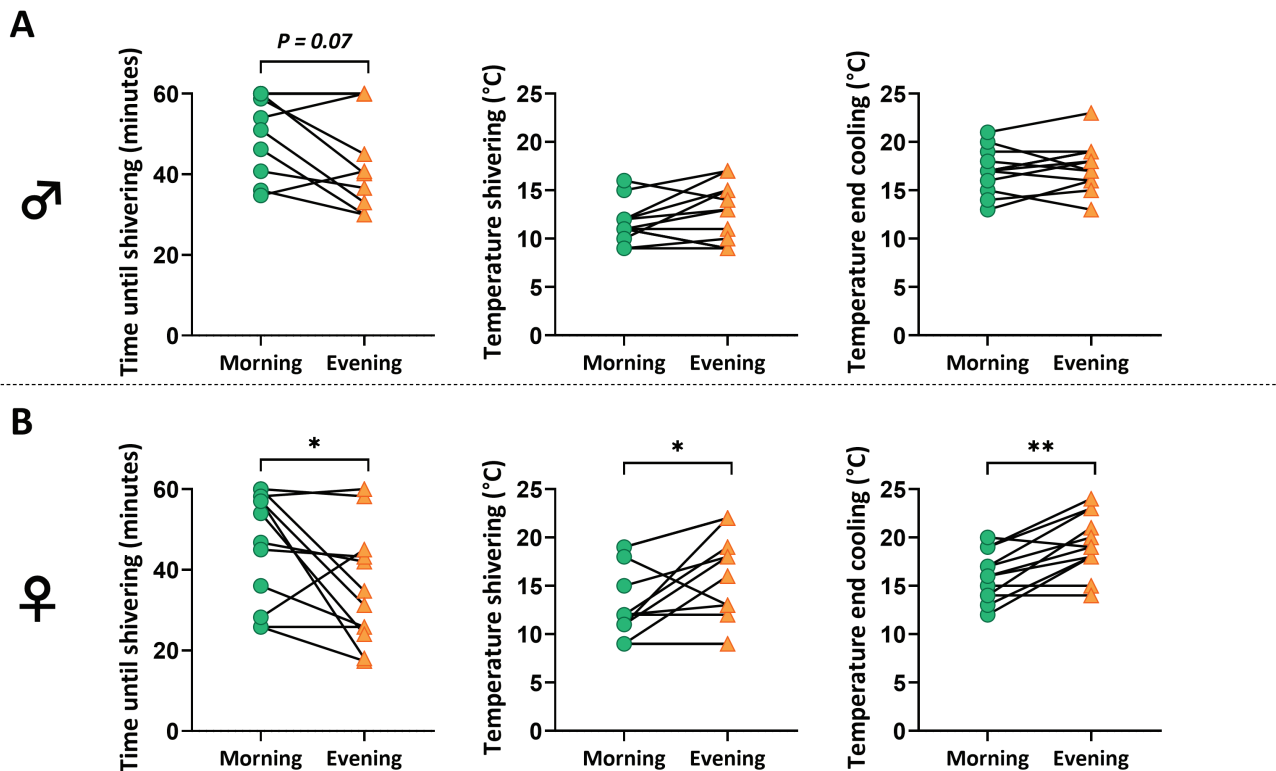 A
P = 0.07
Time until shivering (minutes)
60
40
20
0
Morning Evening
Temperature shivering (°C)
25
20
15
10
5
0
Morning Evening
Temperature end cooling (°C)
25
20
15
10
5
0
Morning Evening
♂
B
*
Time until shivering (minutes)
60
40
20
0
Morning Evening
*
Temperature shivering (°C)
25
20
15
10
5
0
Morning Evening
**
Temperature end cooling (°C)
25
20
15
10
5
0
Morning Evening
♀